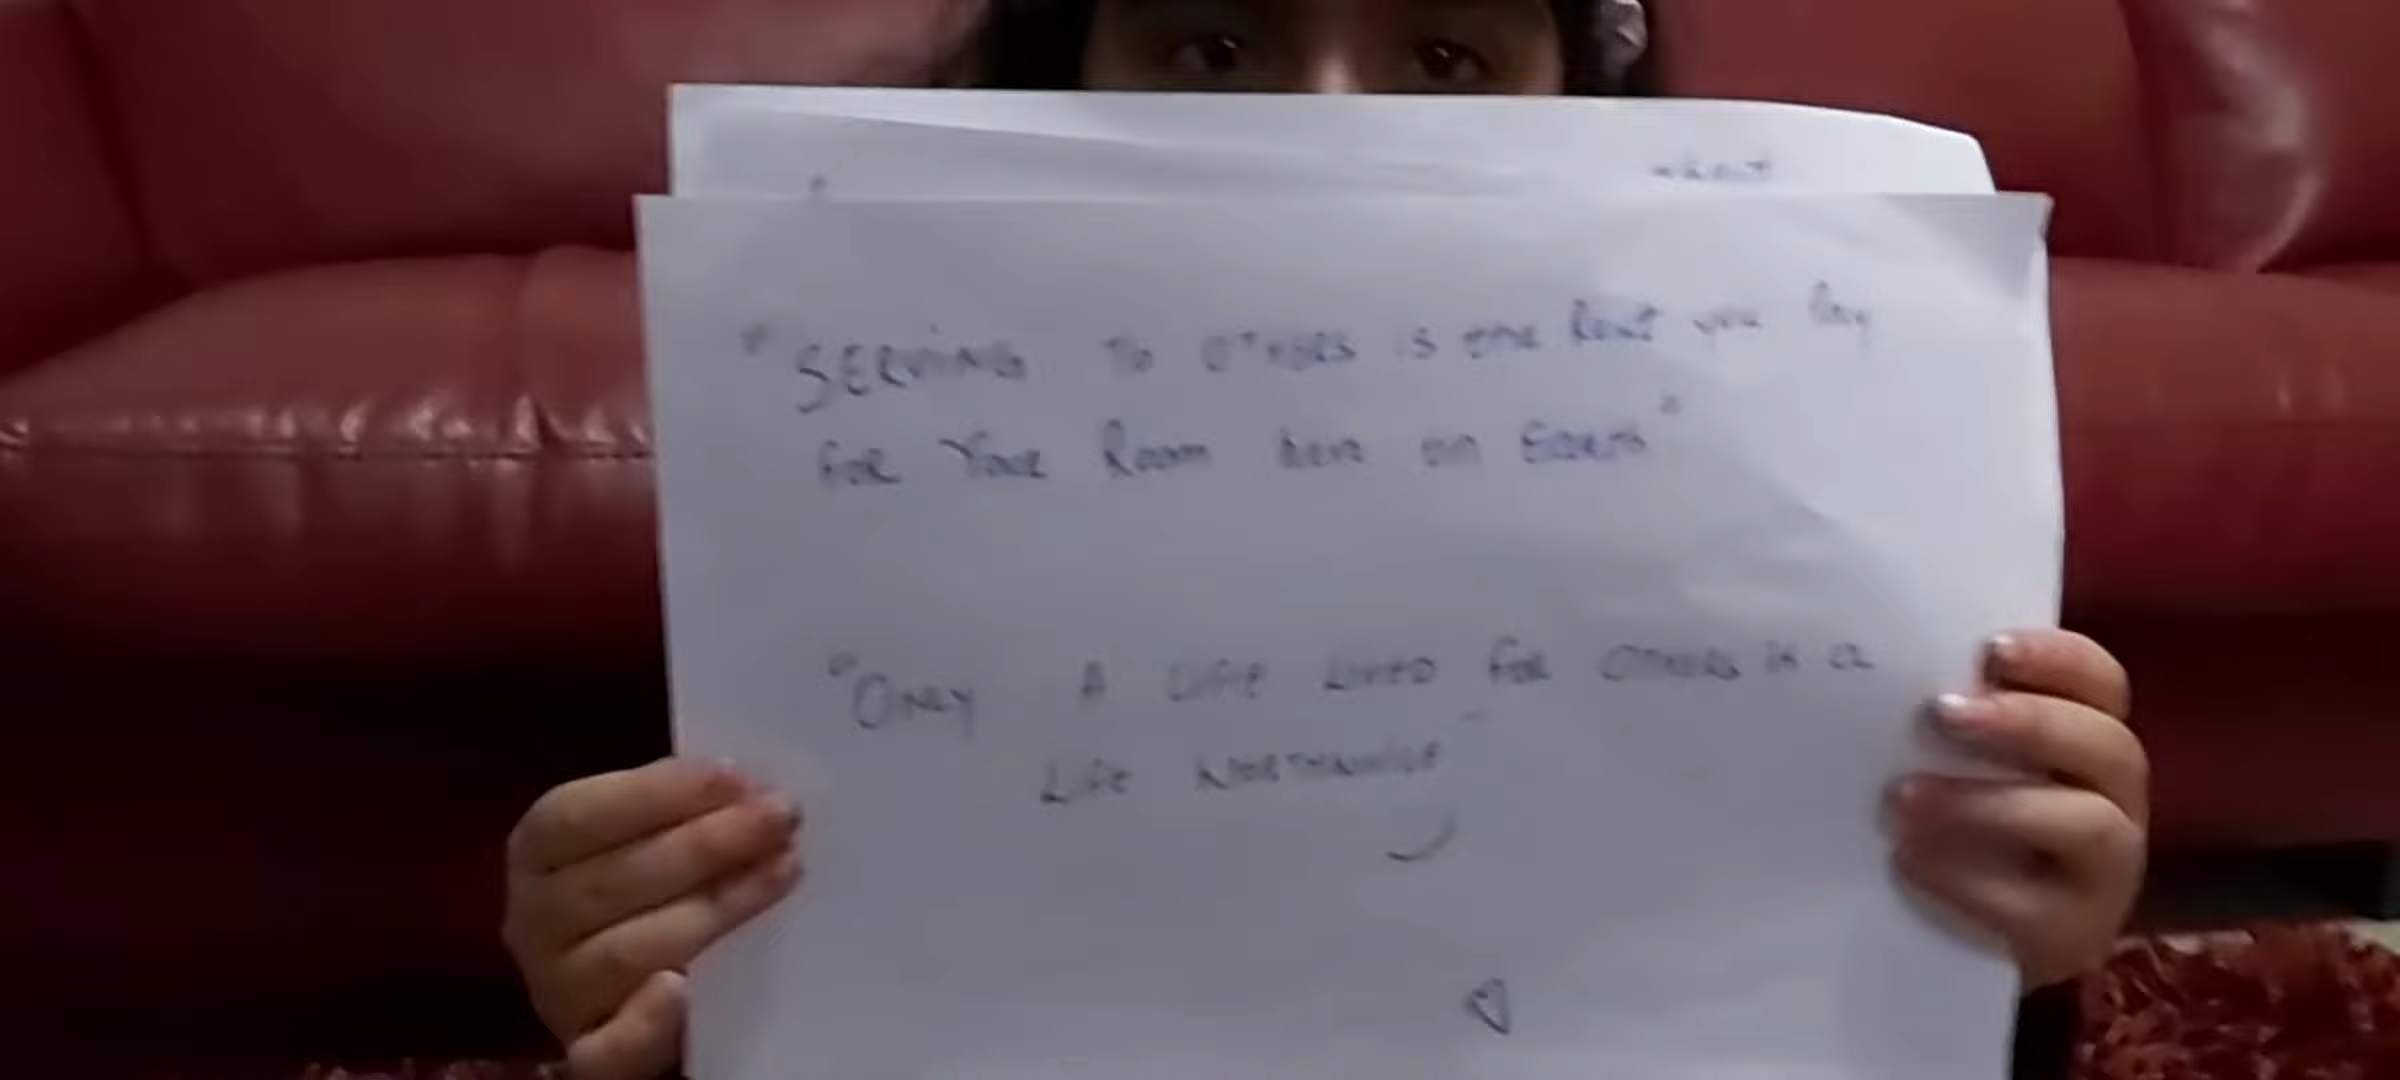 about
"SERVING TO OTHERS IS THE Rent you Pay
For Your Room here on Earth"
"ONLY A LIFE LIVED For OTHERS is a
Life WORTHWHILE"